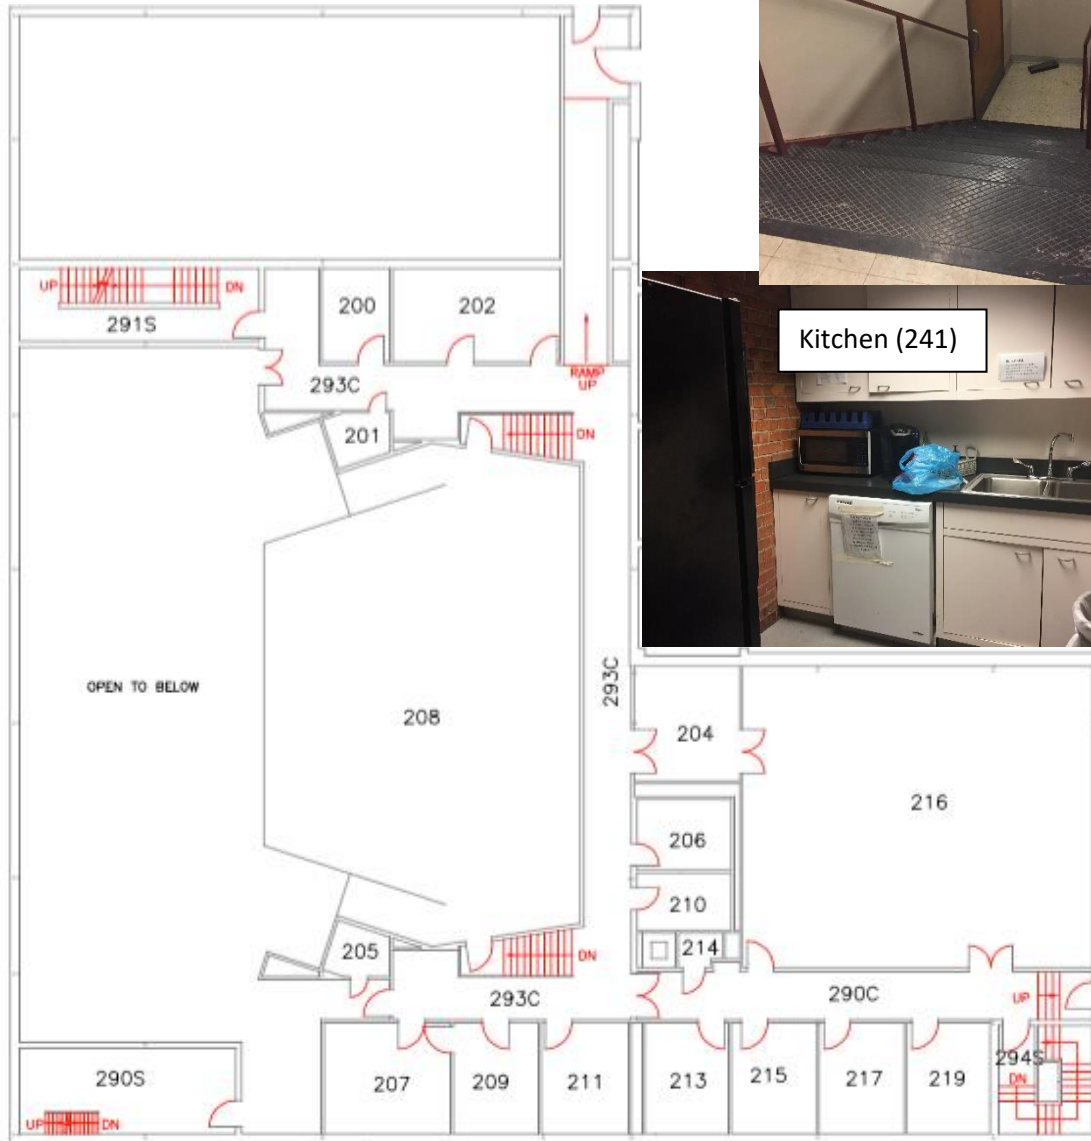 Kitchen (241)
UP
DN
291S
200
202
293C
RAMP
UP
201
DN
OPEN TO BELOW
208
293C
204
216
206
210
214
205
DN
293C
290C
UP
294S
DN
290S
UP
DN
207
209
211
213
215
217
219